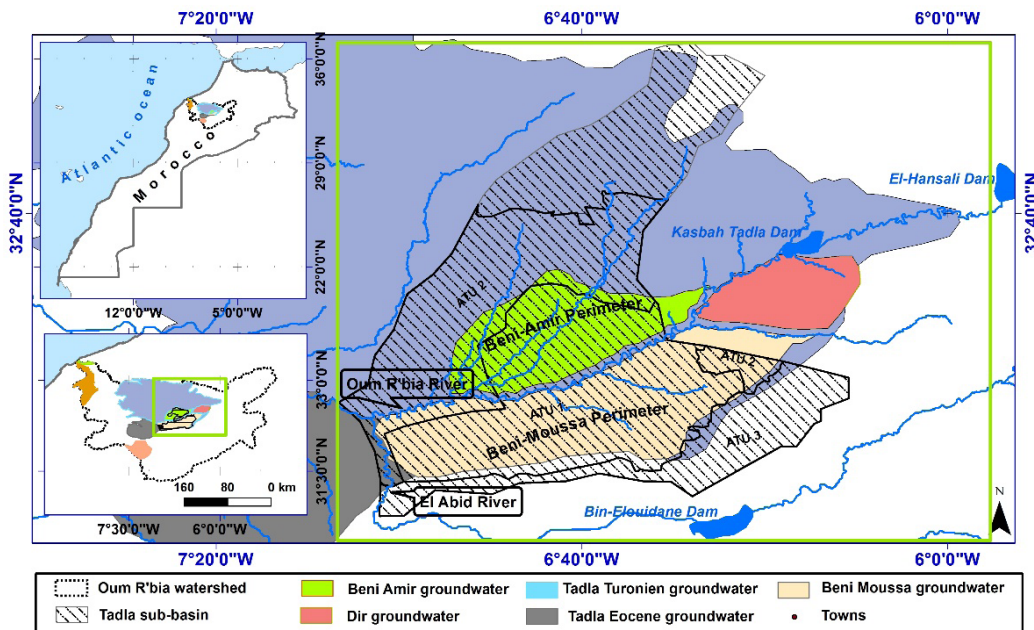 7°20'0"W
6°40'0"W
6°0'0"W
36°0'0"N
29°0'0"N
22°0'0"N
12°0'0"W
5°0'0"W
Atlantic ocean
Morocco
32°40'0"N
32°40'0"N
El-Hansali Dam
Kasbah Tadla Dam
ATU 2
Beni-Amir Perimeter
Oum R'bia River
ATU 1
ATU 2
Beni-Moussa Perimeter
ATU 3
El Abid River
Bin-Elouidane Dam
33°0'0"N
31°30'0"N
160 80 0 km
7°30'0"W
6°0'0"W
N
7°20'0"W
6°40'0"W
6°0'0"W
Oum R'bia watershed
Beni Amir groundwater
Tadla Turonien groundwater
Beni Moussa groundwater
Tadla sub-basin
Dir groundwater
Tadla Eocene groundwater
Towns